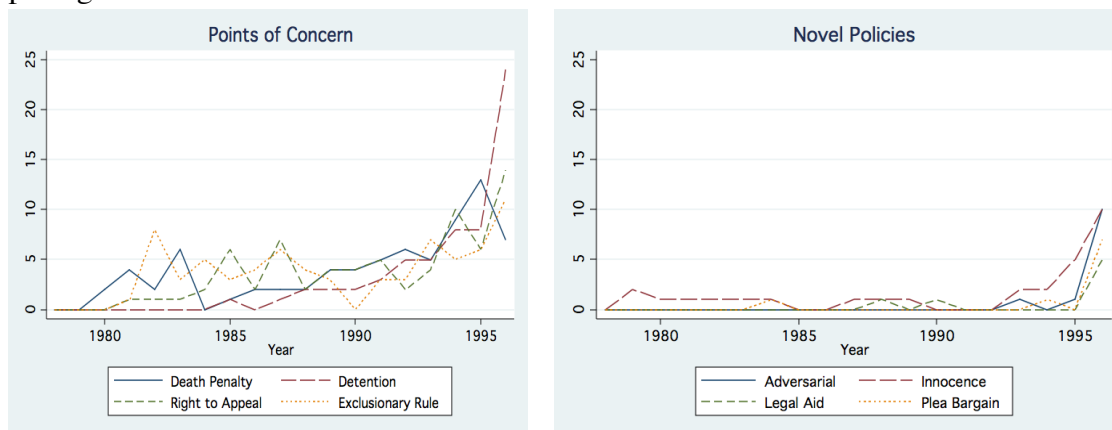 Points of Concern
25
20
15
10
5
0
1980 1985 1990 1995
Year
Death Penalty Detention
Right to Appeal Exclusionary Rule
Novel Policies
25
20
15
10
5
0
1980 1985 1990 1995
Year
Adversarial Innocence
Legal Aid Plea Bargain